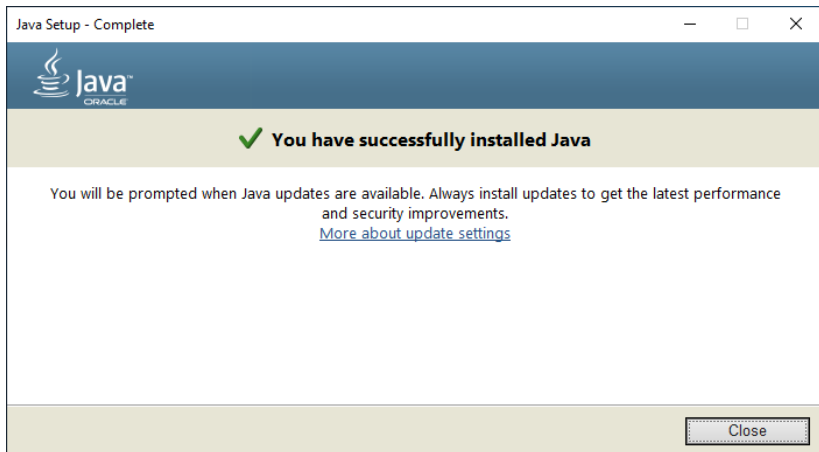 Java Setup - Complete
Java™
ORACLE
You have successfully installed Java
You will be prompted when Java updates are available. Always install updates to get the latest performance
and security improvements.
More about update settings
Close